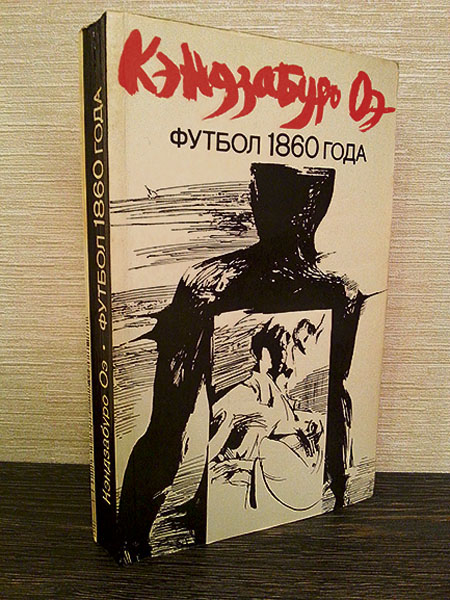 Кэндзабуро Оэ
ФУТБОЛ 1860 ГОДА
Кэндзабуро Оэ · ФУТБОЛ 1860 ГОДА